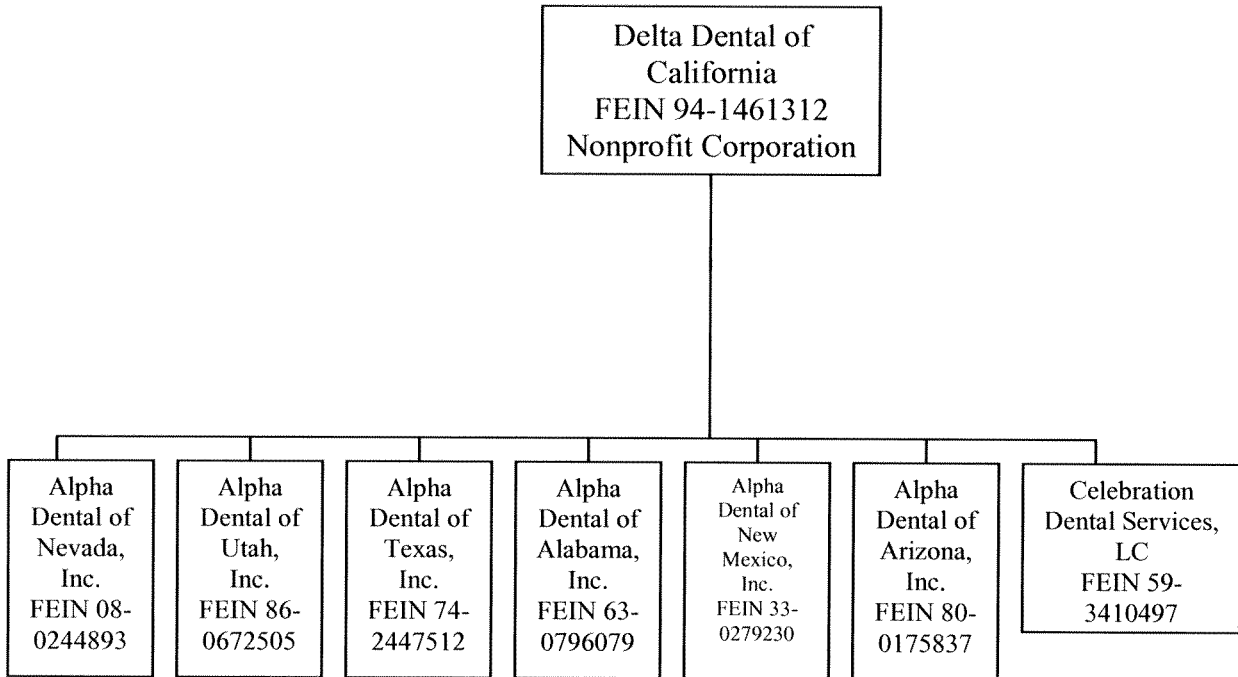 Delta Dental of
California
FEIN 94-1461312
Nonprofit Corporation
Alpha
Dental of
Nevada,
Inc.
FEIN 08-
0244893
Alpha
Dental of
Utah,
Inc.
FEIN 86-
0672505
Alpha
Dental of
Texas,
Inc.
FEIN 74-
2447512
Alpha
Dental of
Alabama,
Inc.
FEIN 63-
0796079
Alpha
Dental of
New
Mexico,
Inc.
FEIN 33-
0279230
Alpha
Dental of
Arizona,
Inc.
FEIN 80-
0175837
Celebration
Dental Services,
LC
FEIN 59-
3410497